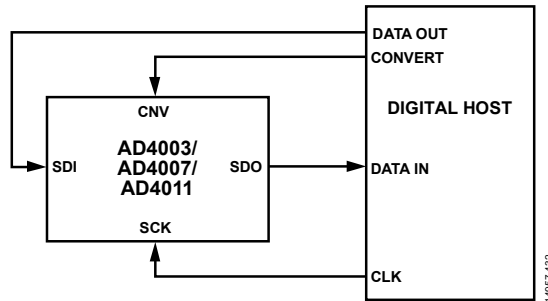 DATA OUT
CONVERT
CNV
DIGITAL HOST
AD4003/
AD4007/
AD4011
SDI
SDO
DATA IN
SCK
CLK